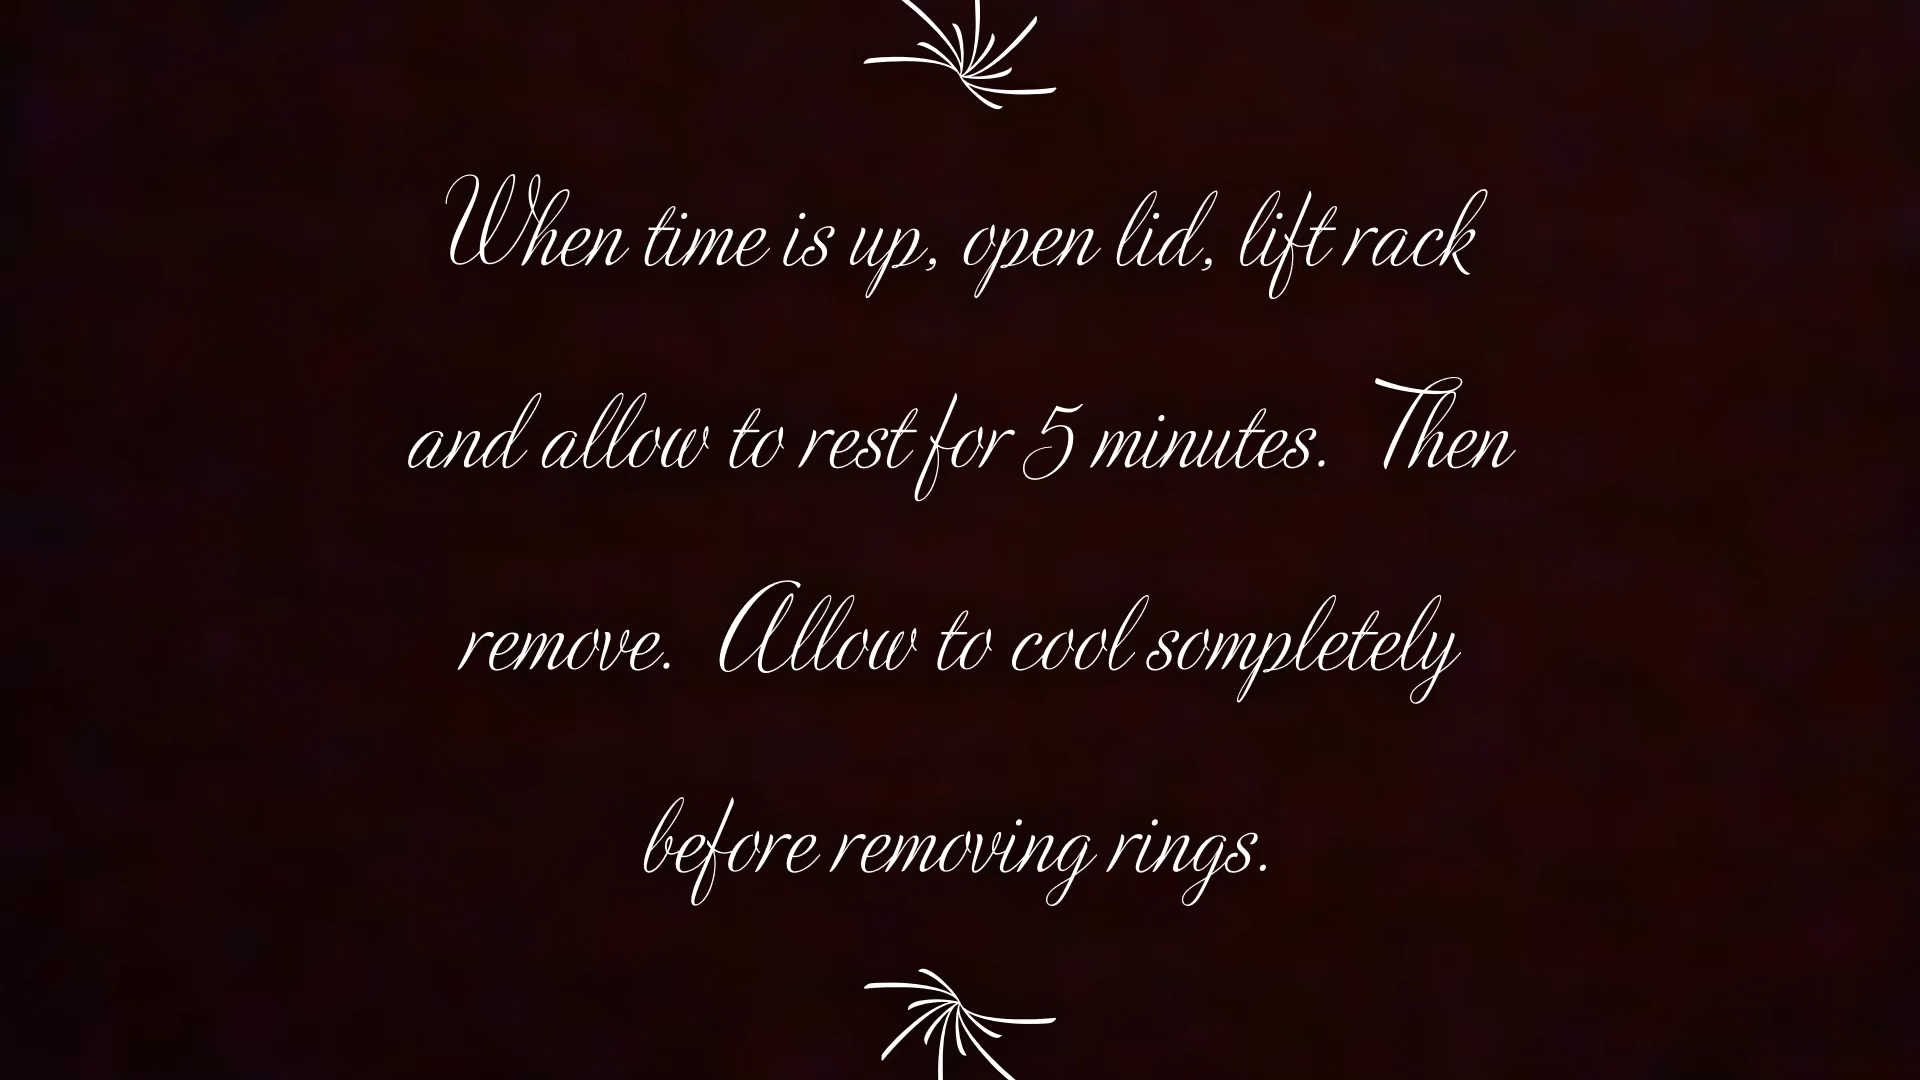 When time is up, open lid, lift rack
and allow to rest for 5 minutes. Then
remove. Allow to cool sompletely
before removing rings.